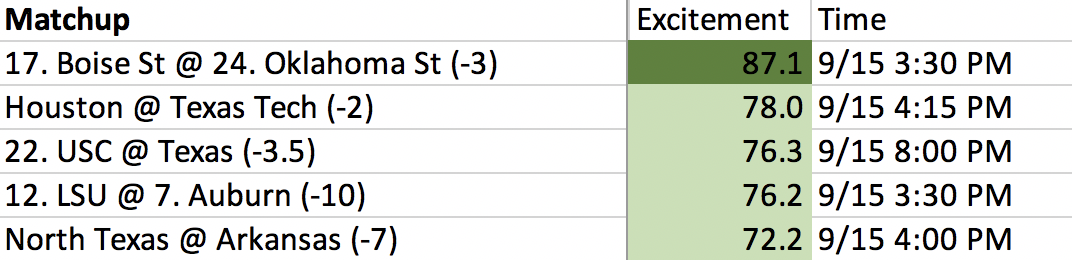 Matchup Excitement Time
17. Boise St @ 24. Oklahoma St (-3) 87.1 9/15 3:30 PM
Houston @ Texas Tech (-2) 78.0 9/15 4:15 PM
22. USC @ Texas (-3.5) 76.3 9/15 8:00 PM
12. LSU @ 7. Auburn (-10) 76.2 9/15 3:30 PM
North Texas @ Arkansas (-7) 72.2 9/15 4:00 PM